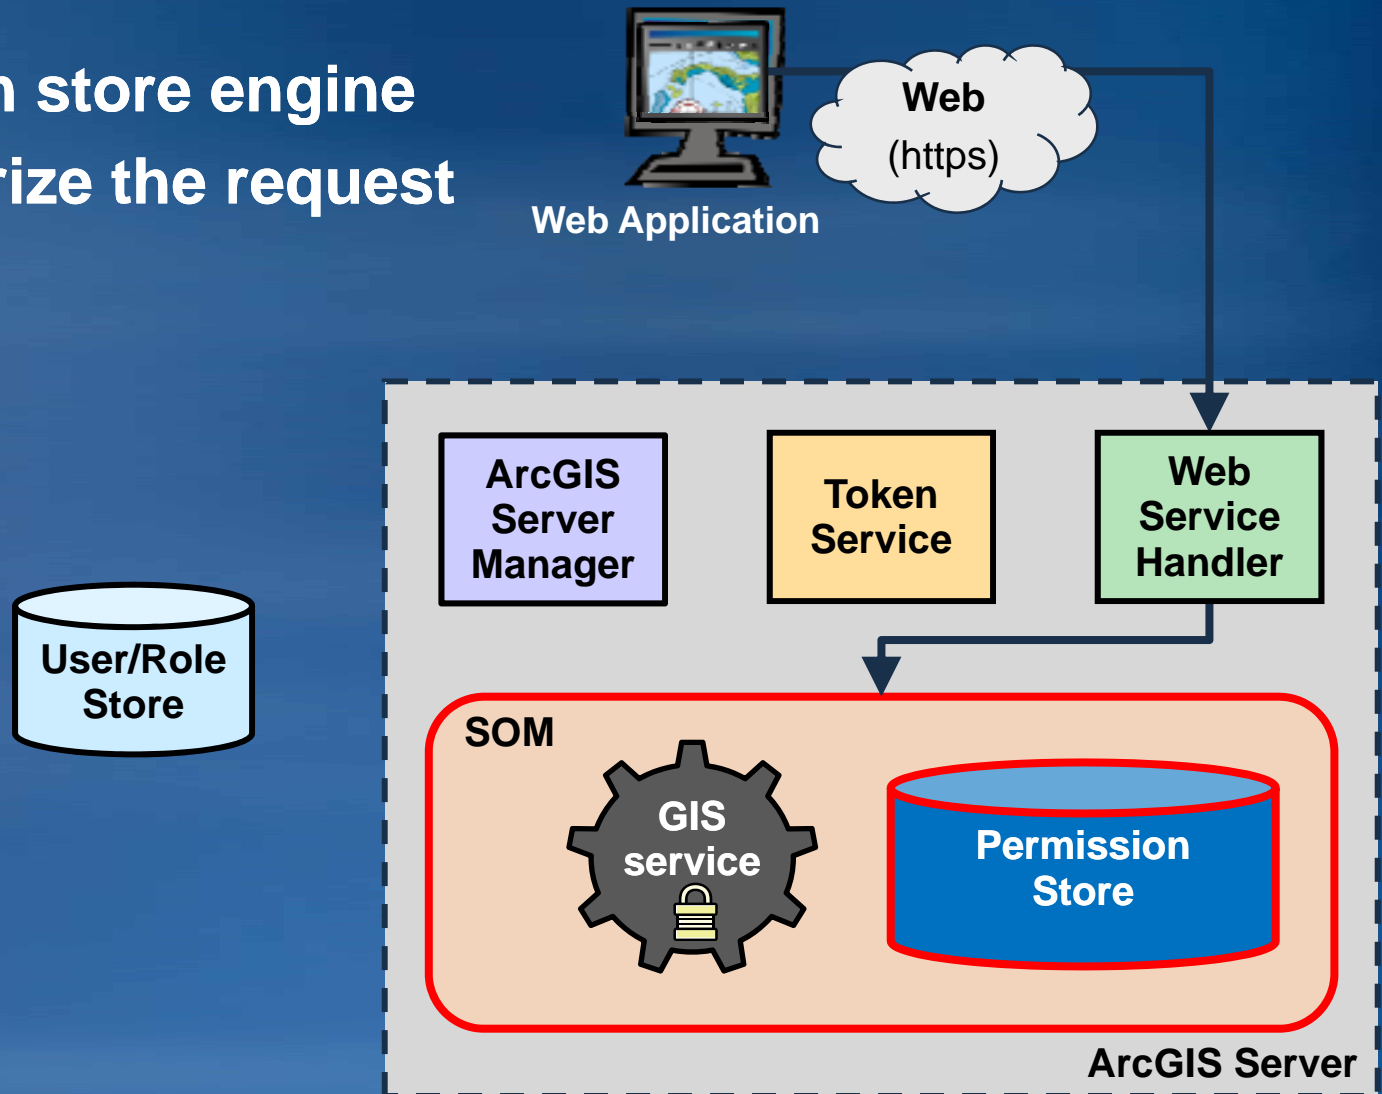 n store engine
rize the request
Web
(https)
Web Application
ArcGIS
Server
Manager
Token
Service
Web
Service
Handler
User/Role
Store
SOM
GIS
service
Permission
Store
ArcGIS Server